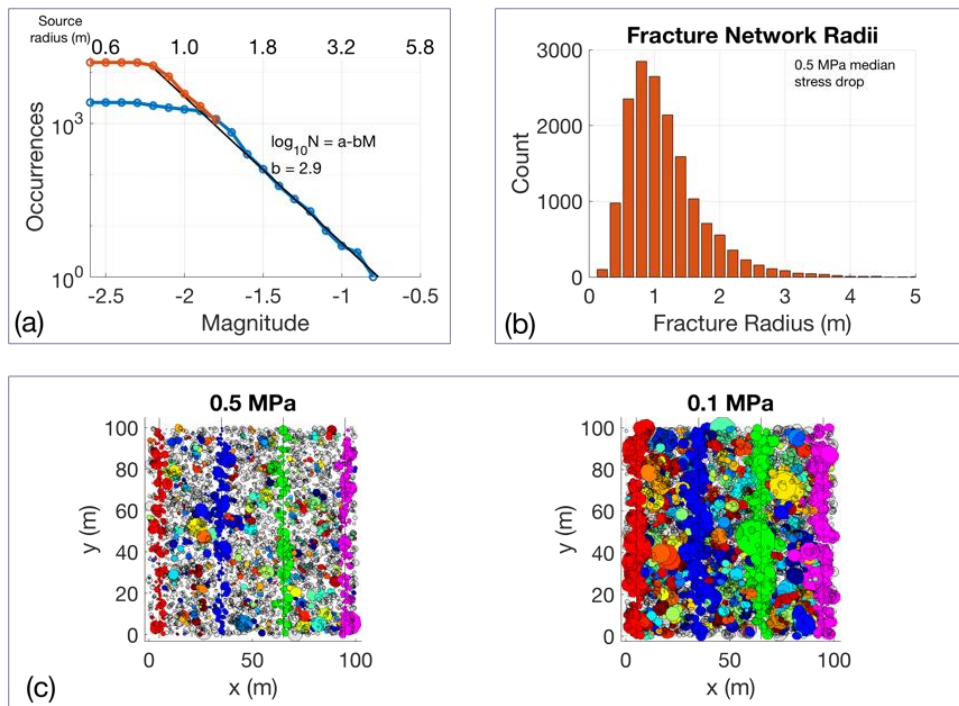 Source
radius (m)
0.6 1.0 1.8 3.2 5.8
10^3
10^0
Occurrences
log_10N = a-bM
b = 2.9
-2.5 -2 -1.5 -1 -0.5
Magnitude
(a)
Fracture Network Radii
0.5 MPa median
stress drop
3000
2000
1000
0
Count
0 1 2 3 4 5
Fracture Radius (m)
(b)
0.5 MPa
100
80
60
40
20
0
y (m)
0 50 100
x (m)
0.1 MPa
100
80
60
40
20
0
y (m)
0 50 100
x (m)
(c)